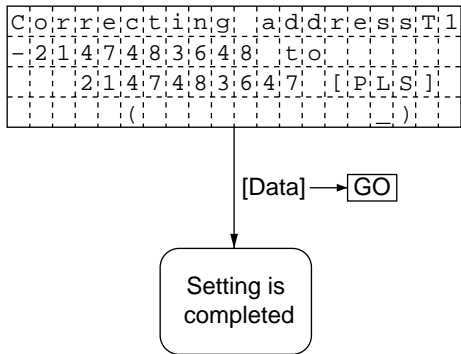 Correcting addressT1
-2147483648 to
2147483647 [PLS]
( _)
[Data] → GO
Setting is
completed